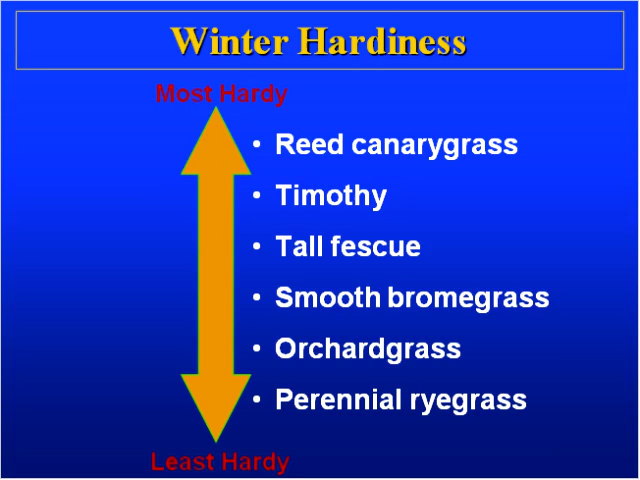 Winter Hardiness
Most Hardy
• Reed canarygrass
• Timothy
• Tall fescue
• Smooth bromegrass
• Orchardgrass
• Perennial ryegrass
Least Hardy